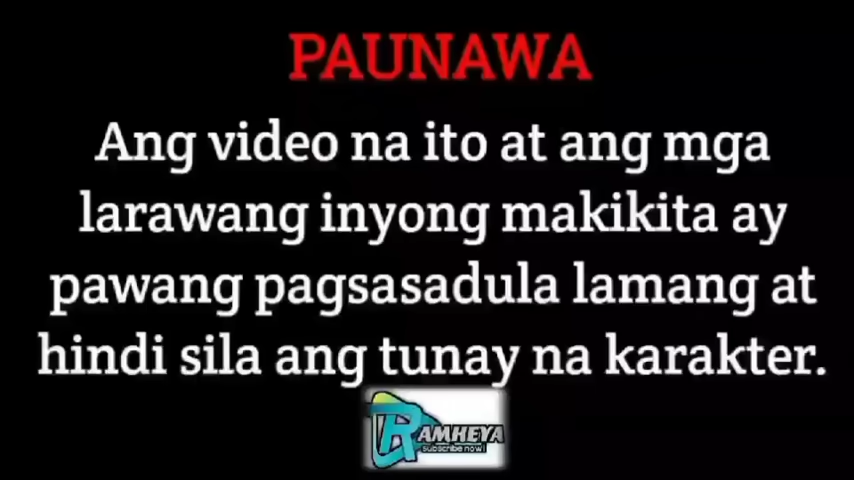 PAUNAWA
Ang video na ito at ang mga
larawang inyong makikita ay
pawang pagsasadula lamang at
hindi sila ang tunay na karakter.
RAMHEYA
subscribe now!